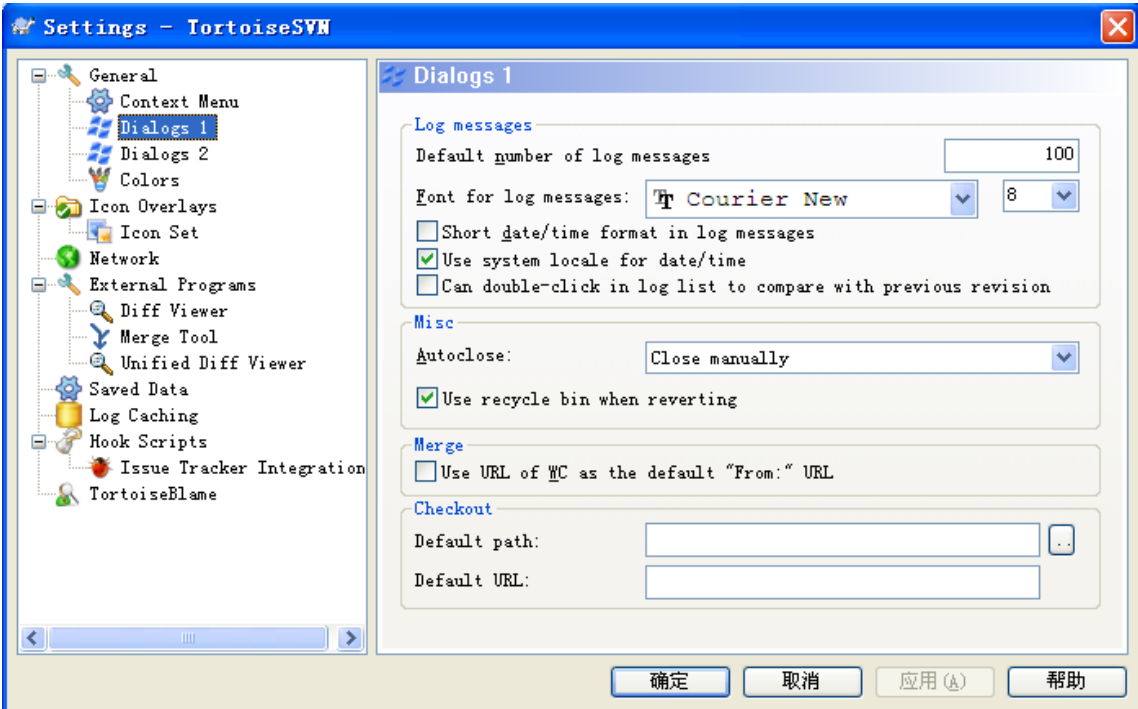 Settings - TortoiseSVN
General
Context Menu
Dialogs 1
Dialogs 2
Colors
Icon Overlays
Icon Set
Network
External Programs
Diff Viewer
Merge Tool
Unified Diff Viewer
Saved Data
Log Caching
Hook Scripts
Issue Tracker Integration
TortoiseBlame
Dialogs 1
Log messages
Default number of log messages 100
Font for log messages: Courier New 8
Short date/time format in log messages
Use system locale for date/time
Can double-click in log list to compare with previous revision
Misc
Autoclose: Close manually
Use recycle bin when reverting
Merge
Use URL of WC as the default "From:" URL
Checkout
Default path: ..
Default URL:
确定 取消 应用(A) 帮助